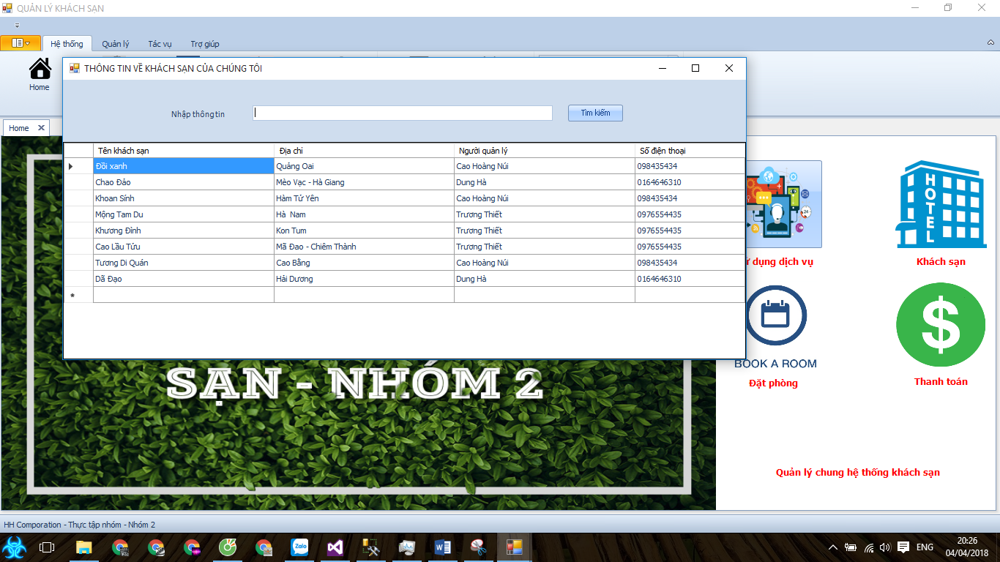 QUẢN LÝ KHÁCH SẠN
Hệ thống Quản lý Tác vụ Trợ giúp
Home
THÔNG TIN VỀ KHÁCH SẠN CỦA CHÚNG TÔI
Nhập thông tin Tìm kiếm
Home
Tên khách sạn Địa chỉ Người quản lý Số điện thoại
Đồi xanh Quảng Oai Cao Hoàng Núi 098435434
Chao Đảo Mèo Vạc - Hà Giang Dung Hà 0164646310
Khoan Sính Hàm Tử Yên Cao Hoàng Núi 098435434
Mộng Tam Du Hà Nam Trương Thiết 0976554435
Khương Đình Kon Tum Trương Thiết 0976554435
Cao Lầu Tửu Mã Đao - Chiêm Thành Trương Thiết 0976554435
Tương Di Quán Cao Bằng Cao Hoàng Núi 098435434
Dã Đạo Hải Dương Dung Hà 0164646310
HOTEL
24
dụng dịch vụ
Khách sạn
BOOK A ROOM
Đặt phòng
$
Thanh toán
SẠN - NHÓM 2
Quản lý chung hệ thống khách sạn
HH Comporation - Thực tập nhóm - Nhóm 2
Zalo
ENG
20:26
04/04/2018